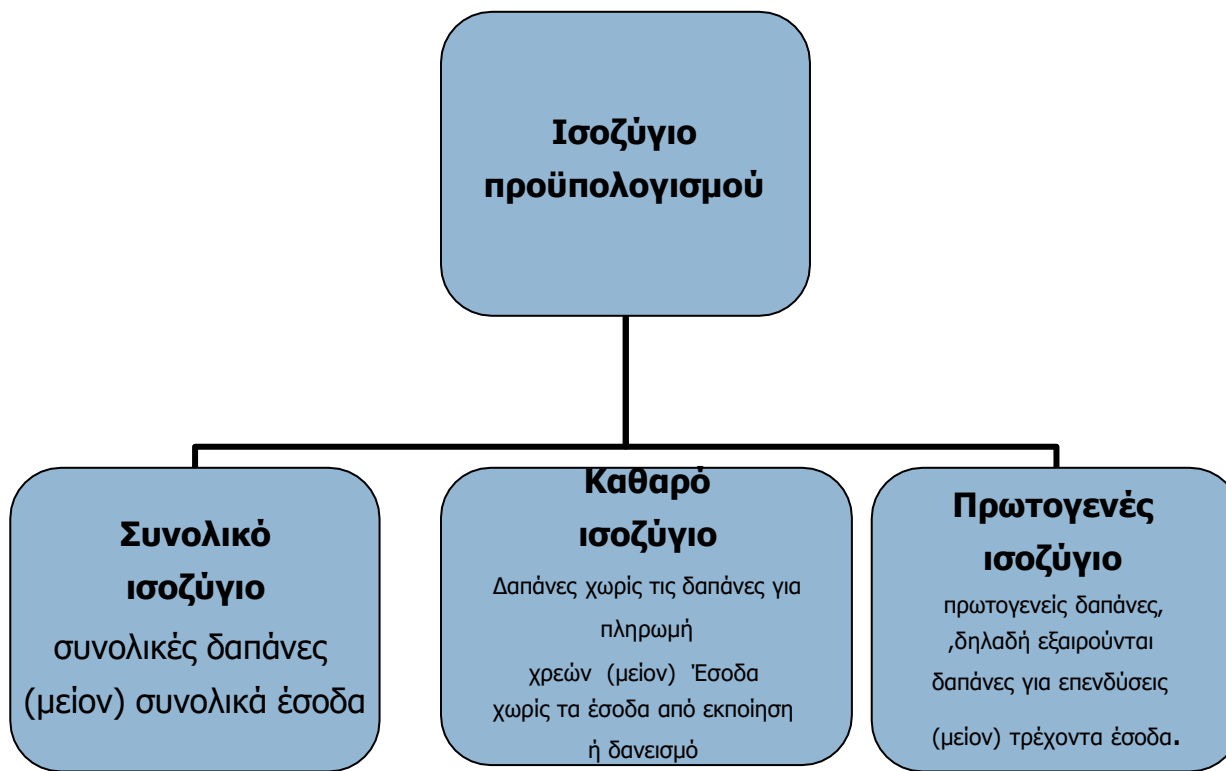 Ισοζύγιο
προϋπολογισμού
Συνολικό
ισοζύγιο
συνολικές δαπάνες
(μείον) συνολικά έσοδα
Καθαρό
ισοζύγιο
Δαπάνες χωρίς τις δαπάνες για
πληρωμή
χρεών (μείον) Έσοδα
χωρίς τα έσοδα από εκποίηση
ή δανεισμό
Πρωτογενές
ισοζύγιο
πρωτογενείς δαπάνες,
,δηλαδή εξαιρούνται
δαπάνες για επενδύσεις
(μείον) τρέχοντα έσοδα.